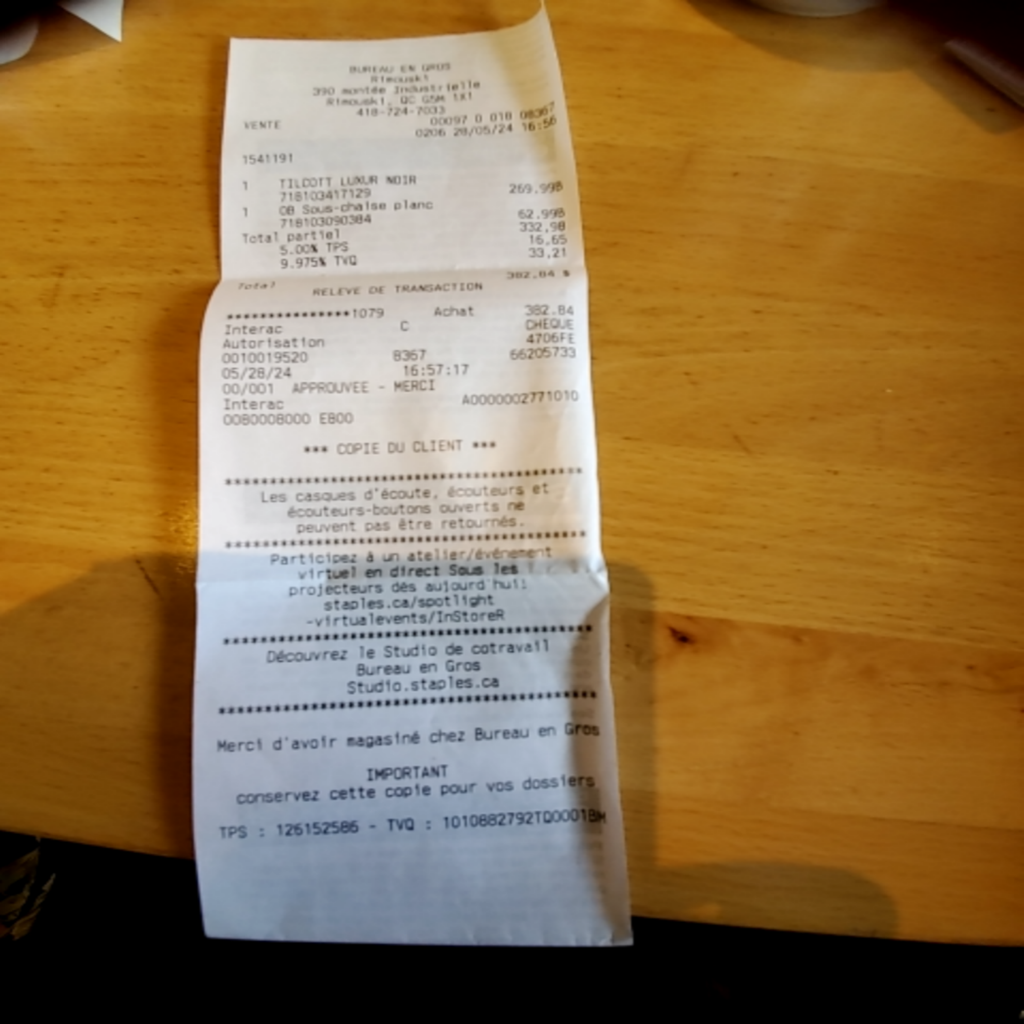 BUREAU EN GROS
Rimouski
390 montée Industrielle
Rimouski, QC G5M 1X1
418-724-7033
VENTE 00097 0 018 08367
0206 28/05/24 16:56
1541191
1 TILCOTT LUXUR NOIR
718103417129 269.99B
1 OB Sous-chaise planc
718103090384 62.99B
Total partiel 332,98
5.00% TPS 16,65
9.975% TVQ 33,21
Total 382.84 $
RELEVE DE TRANSACTION
***************1079 Achat 382.84
Interac C CHEQUE
Autorisation 4706FE
0010019520 8367 66205733
05/28/24 16:57:17
00/001 APPROUVEE - MERCI
Interac A0000002771010
0080008000 E800
*** COPIE DU CLIENT ***
****************************************
Les casques d'écoute, écouteurs et
écouteurs-boutons ouverts ne
peuvent pas être retournés.
****************************************
Participez à un atelier/événement
virtuel en direct Sous les
projecteurs dès aujourd'hui:
staples.ca/spotlight
-virtualevents/InStoreR
****************************************
Découvrez le Studio de cotravail
Bureau en Gros
Studio.staples.ca
****************************************
Merci d'avoir magasiné chez Bureau en Gros
IMPORTANT
conservez cette copie pour vos dossiers
TPS : 126152586 - TVQ : 1010882792TQ0001BM